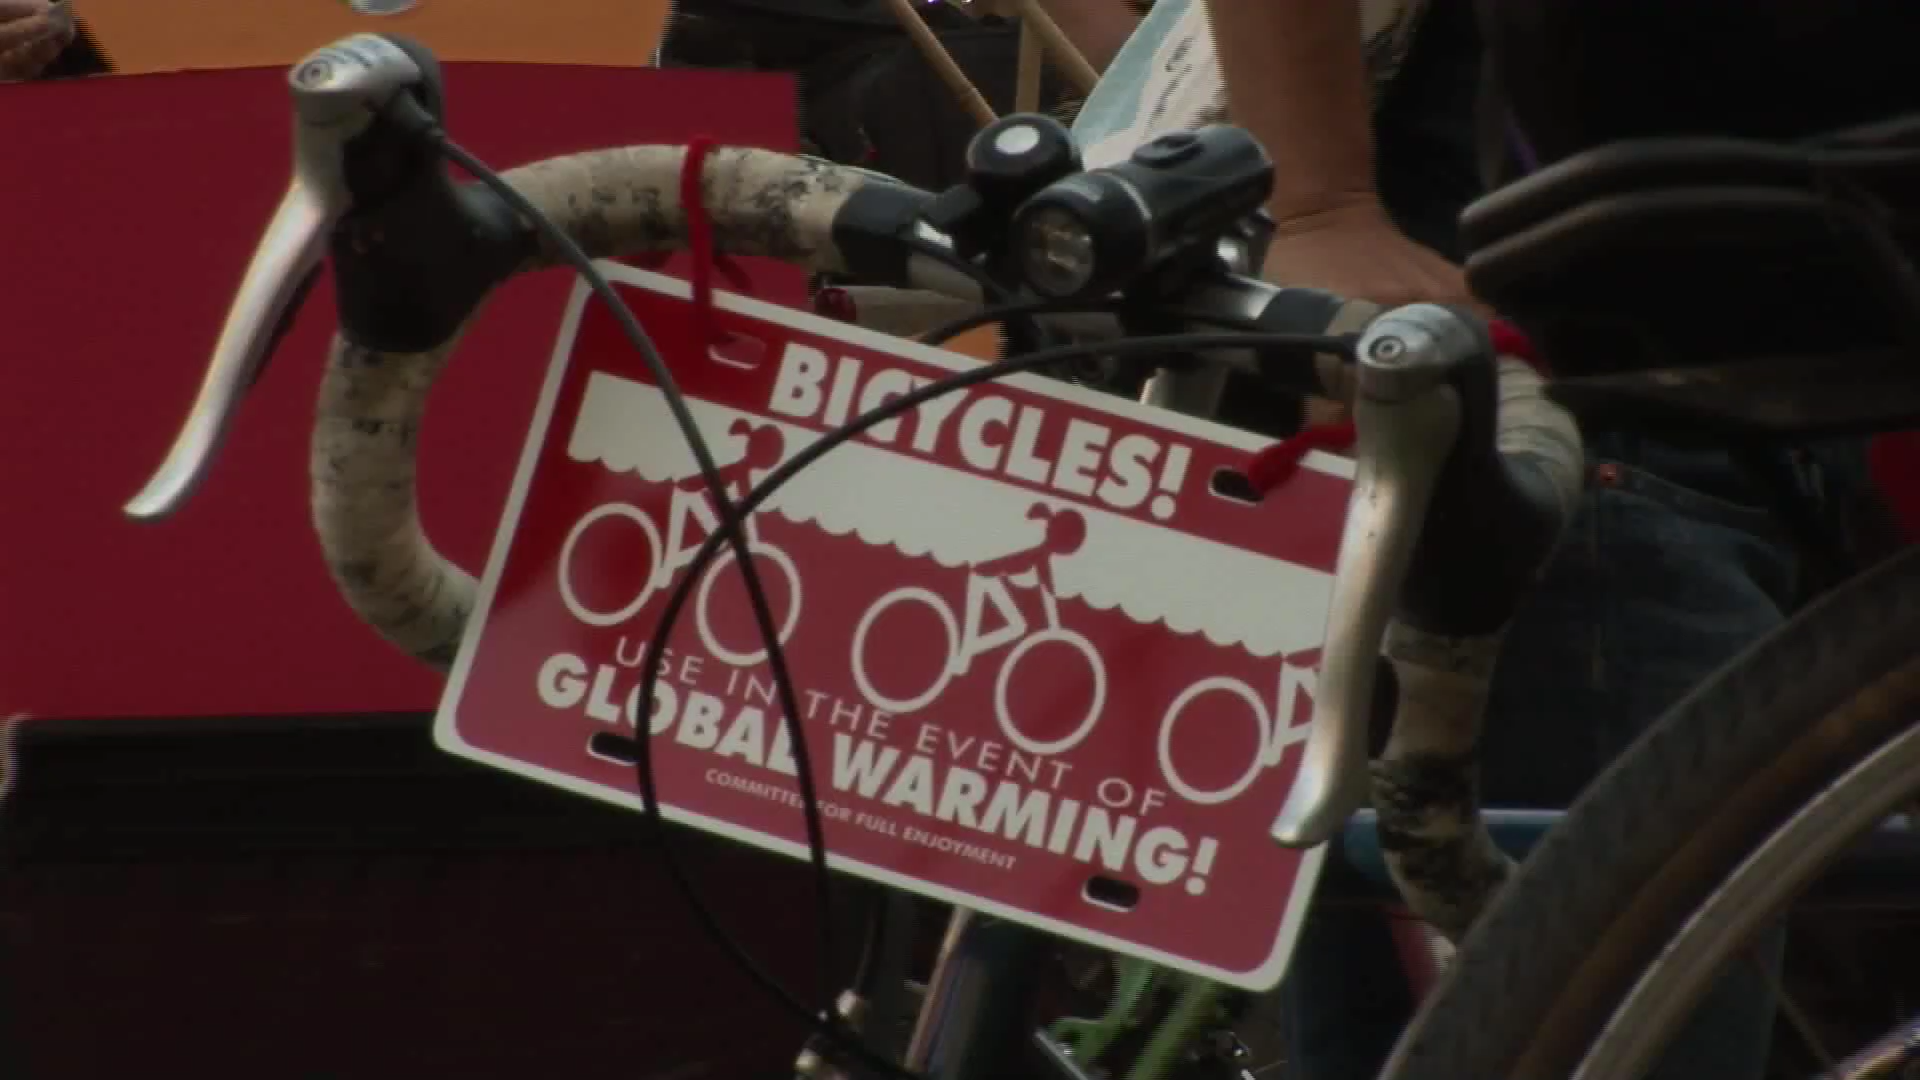 BICYCLES!
USE IN THE EVENT OF
GLOBAL WARMING!
COMMITTEE FOR FULL ENJOYMENT